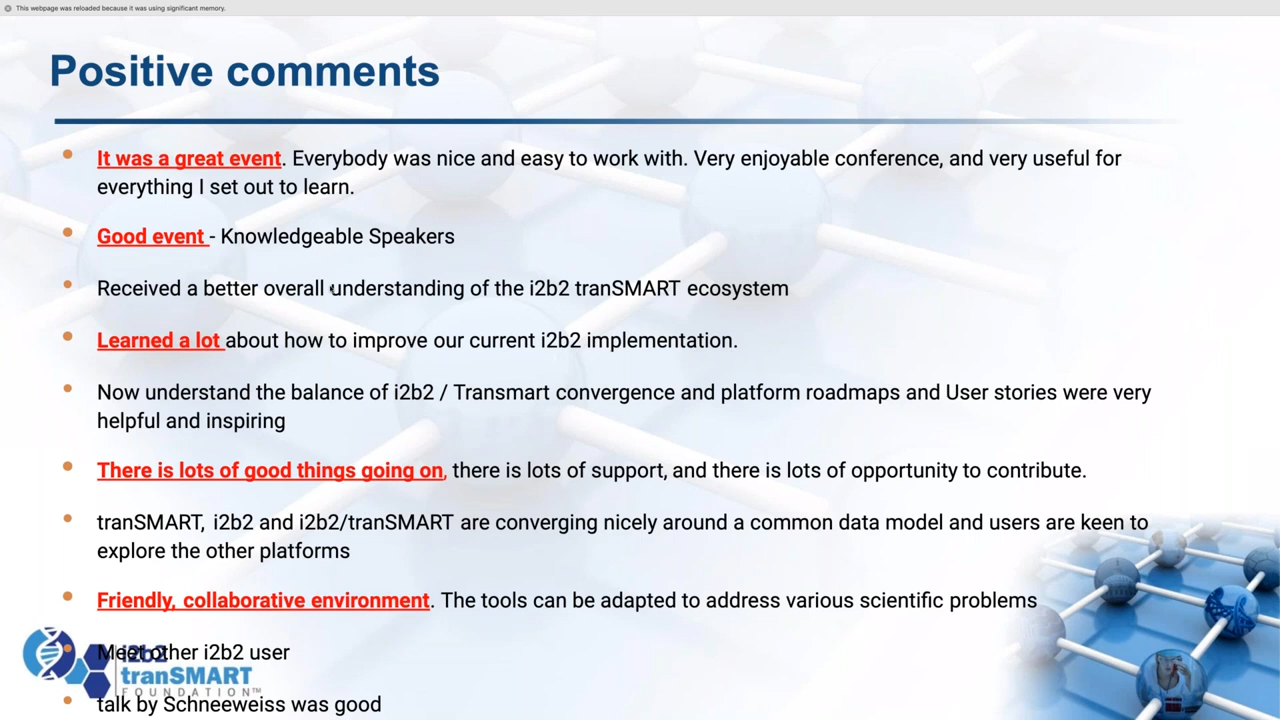 This webpage was reloaded because it was using significant memory.
Positive comments
It was a great event. Everybody was nice and easy to work with. Very enjoyable conference, and very useful for
everything I set out to learn.
Good event - Knowledgeable Speakers
Received a better overall understanding of the i2b2 tranSMART ecosystem
Learned a lot about how to improve our current i2b2 implementation.
Now understand the balance of i2b2 / Transmart convergence and platform roadmaps and User stories were very
helpful and inspiring
There is lots of good things going on, there is lots of support, and there is lots of opportunity to contribute.
tranSMART, i2b2 and i2b2/tranSMART are converging nicely around a common data model and users are keen to
explore the other platforms
Friendly, collaborative environment. The tools can be adapted to address various scientific problems
Meet other i2b2 user
i2b2
tranSMART
FOUNDATION™
talk by Schneeweiss was good